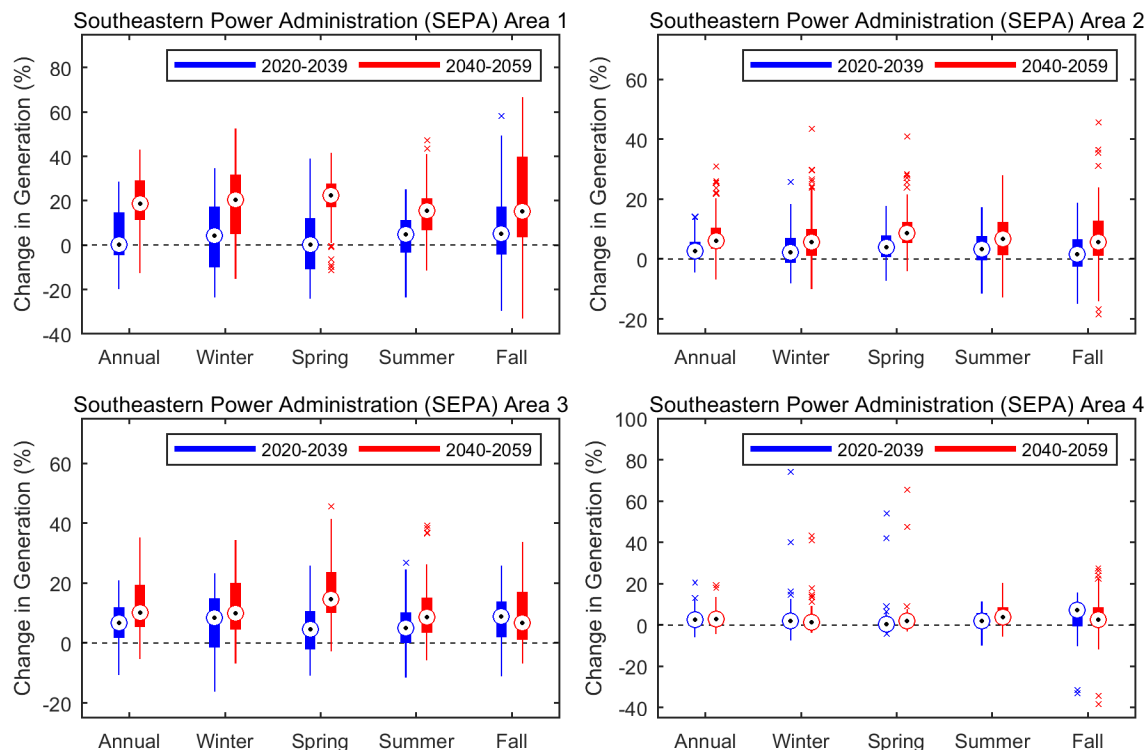 Southeastern Power Administration (SEPA) Area 1
Change in Generation (%)
80
60
40
20
0
-20
-40
2020-2039 2040-2059
Annual Winter Spring Summer Fall
Southeastern Power Administration (SEPA) Area 2
Change in Generation (%)
60
40
20
0
-20
2020-2039 2040-2059
Annual Winter Spring Summer Fall
Southeastern Power Administration (SEPA) Area 3
Change in Generation (%)
60
40
20
0
-20
2020-2039 2040-2059
Annual Winter Spring Summer Fall
Southeastern Power Administration (SEPA) Area 4
Change in Generation (%)
100
80
60
40
20
0
-20
-40
2020-2039 2040-2059
Annual Winter Spring Summer Fall